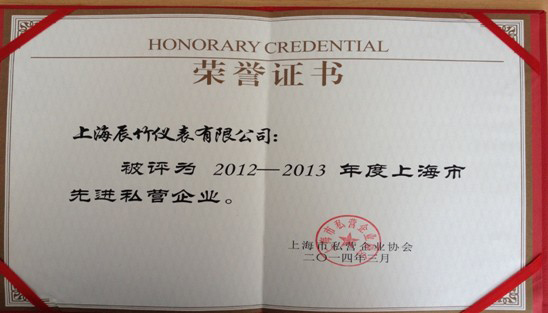 HONORARY CREDENTIAL
荣誉证书
上海辰竹仪表有限公司:
被评为 2012—2013 年度上海市
先进私营企业。
上海市私营企业协会
二〇一四年三月